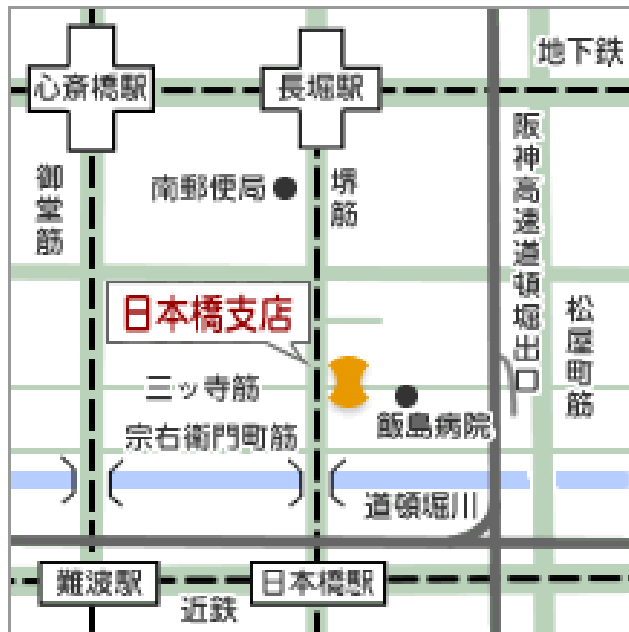 地下鉄
心斎橋駅
長堀駅
阪神高速道頓堀出口
御堂筋
南郵便局
堺筋
日本橋支店
松屋町筋
三ッ寺筋
飯島病院
宗右衛門町筋
道頓堀川
難波駅
日本橋駅
近鉄